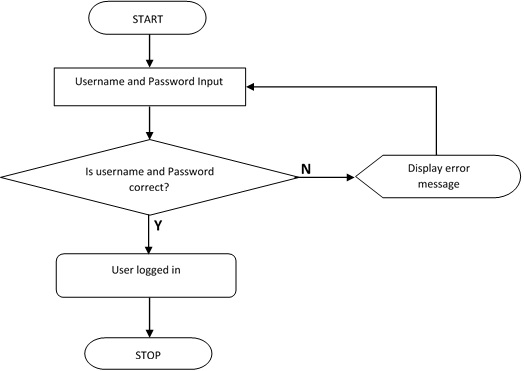 START
Username and Password Input
Is username and Password
correct?
N
Display error
message
Y
User logged in
STOP